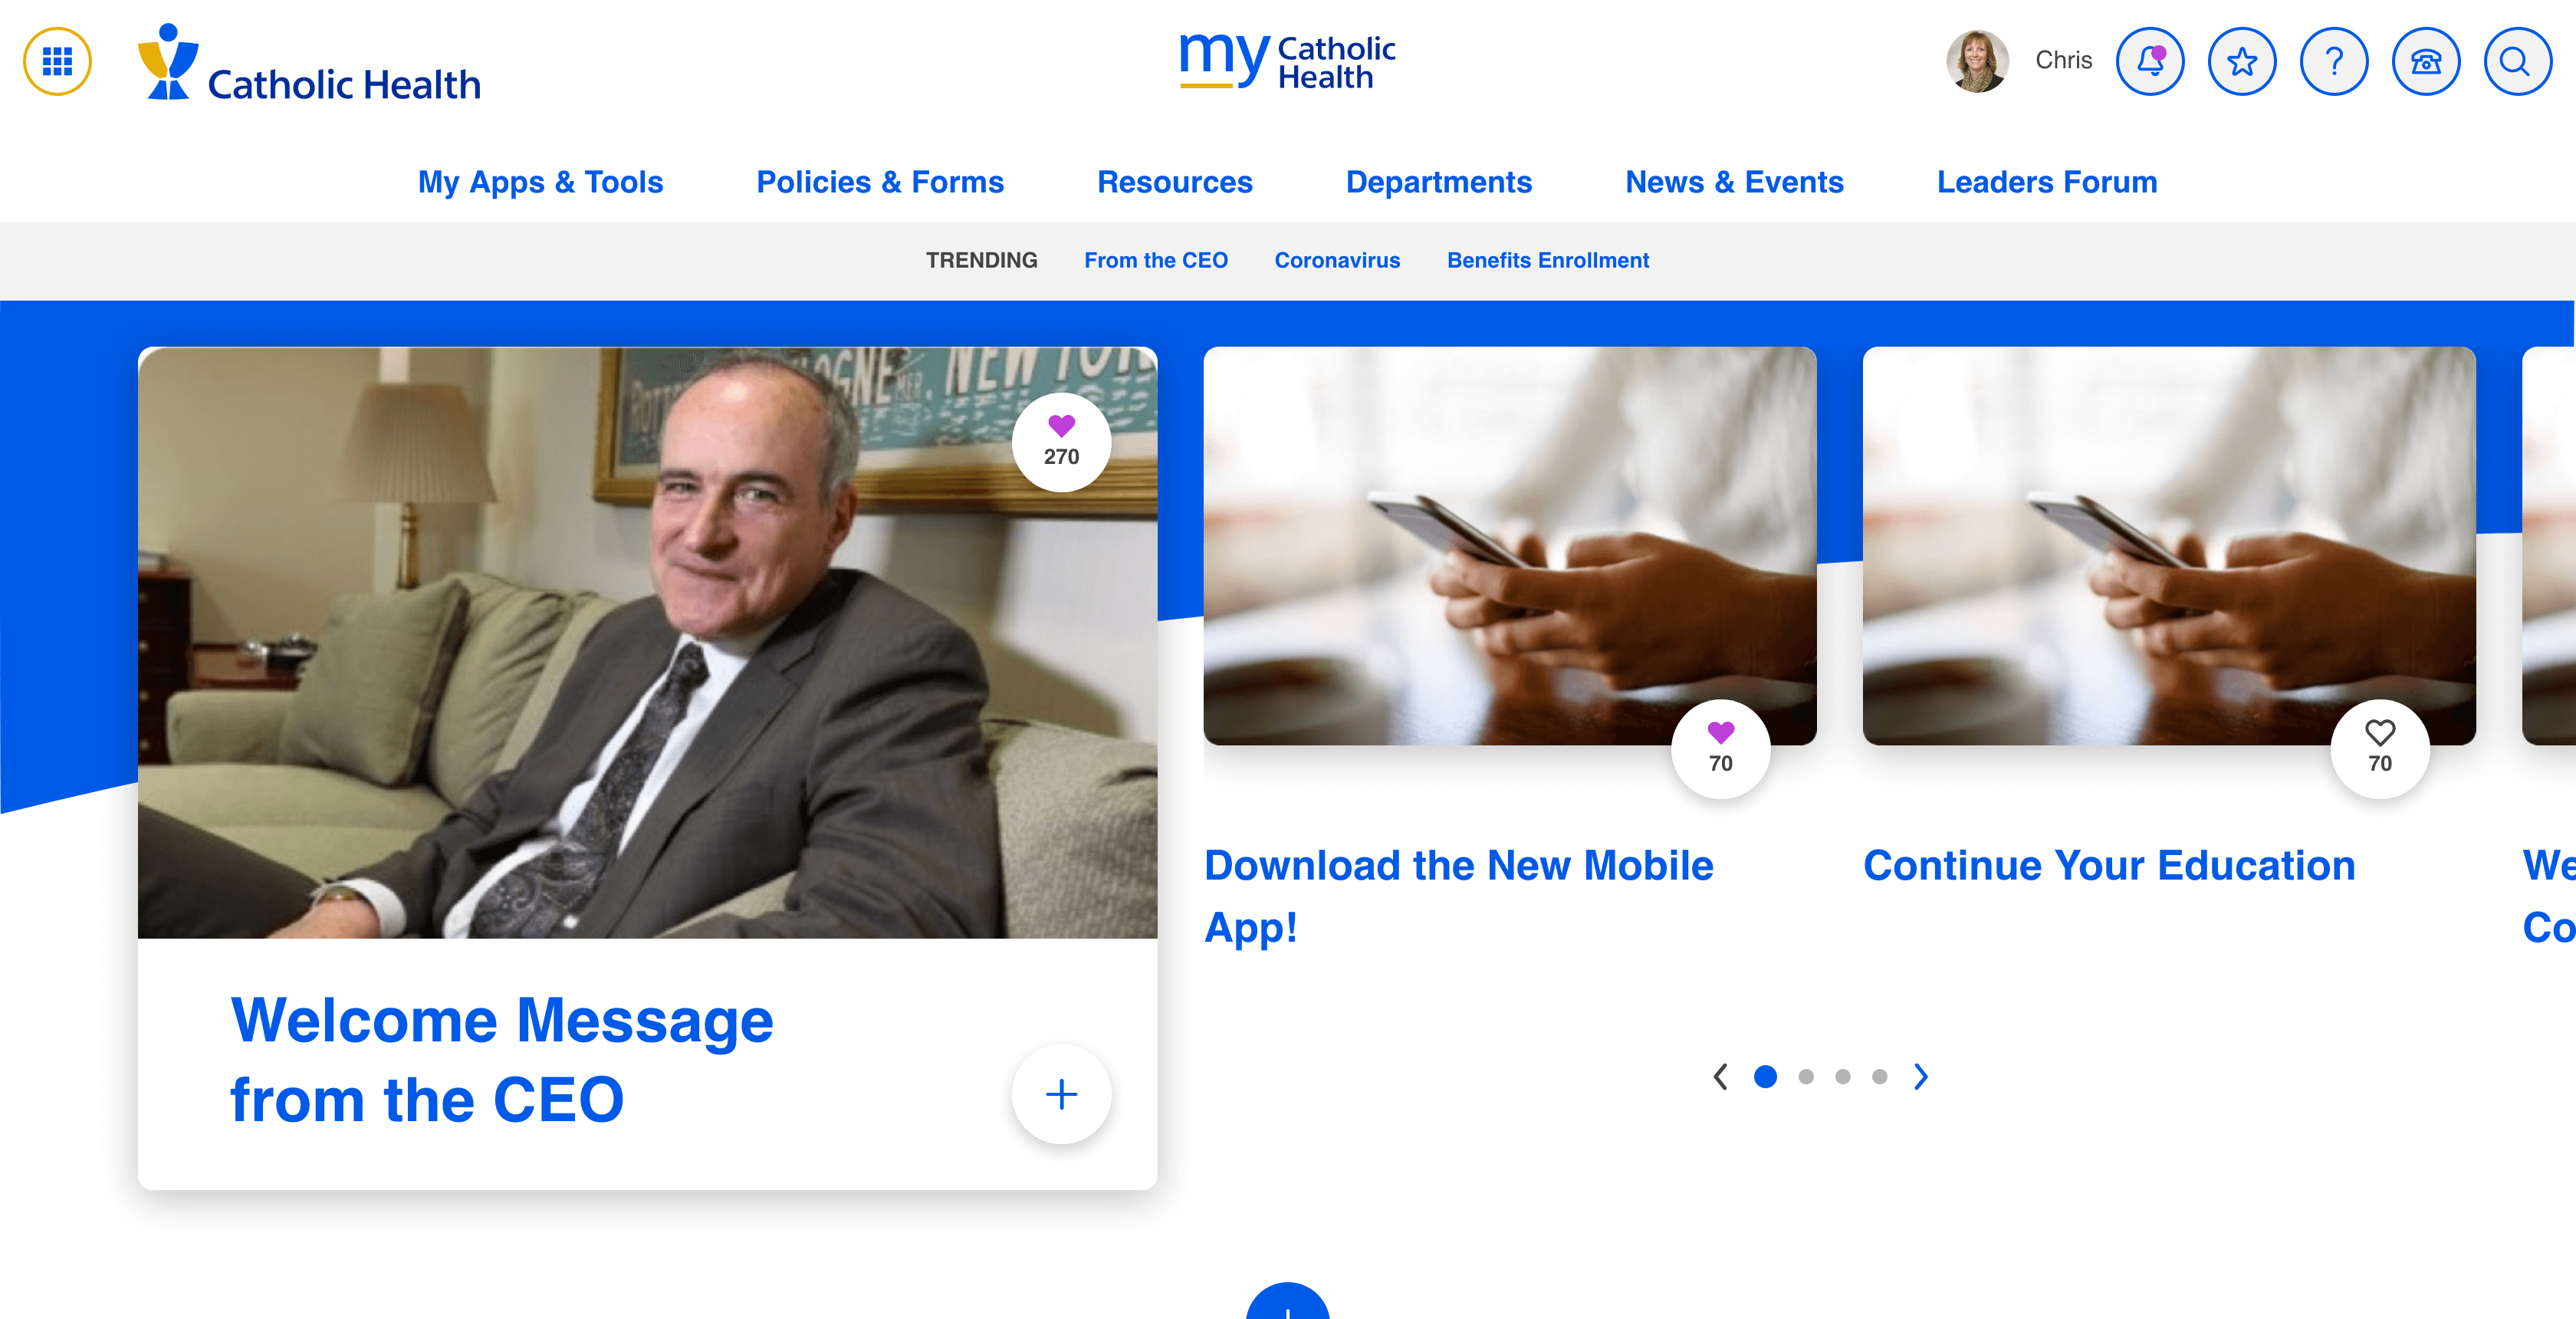 Catholic Health
my Catholic
Health
Chris
?
My Apps & Tools
Policies & Forms
Resources
Departments
News & Events
Leaders Forum
TRENDING
From the CEO
Coronavirus
Benefits Enrollment
NEW YORK
270
70
70
Download the New Mobile
App!
Continue Your Education
We
Co
Welcome Message
from the CEO